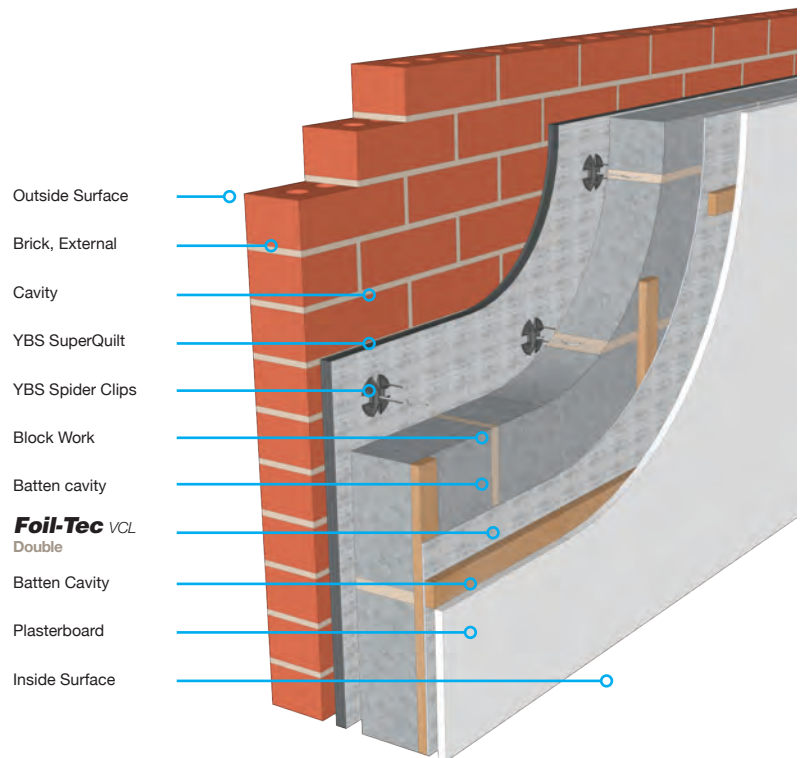 Outside Surface
Brick, External
Cavity
YBS SuperQuilt
YBS Spider Clips
Block Work
Batten cavity
Foil-Tec VCL
Double
Batten Cavity
Plasterboard
Inside Surface